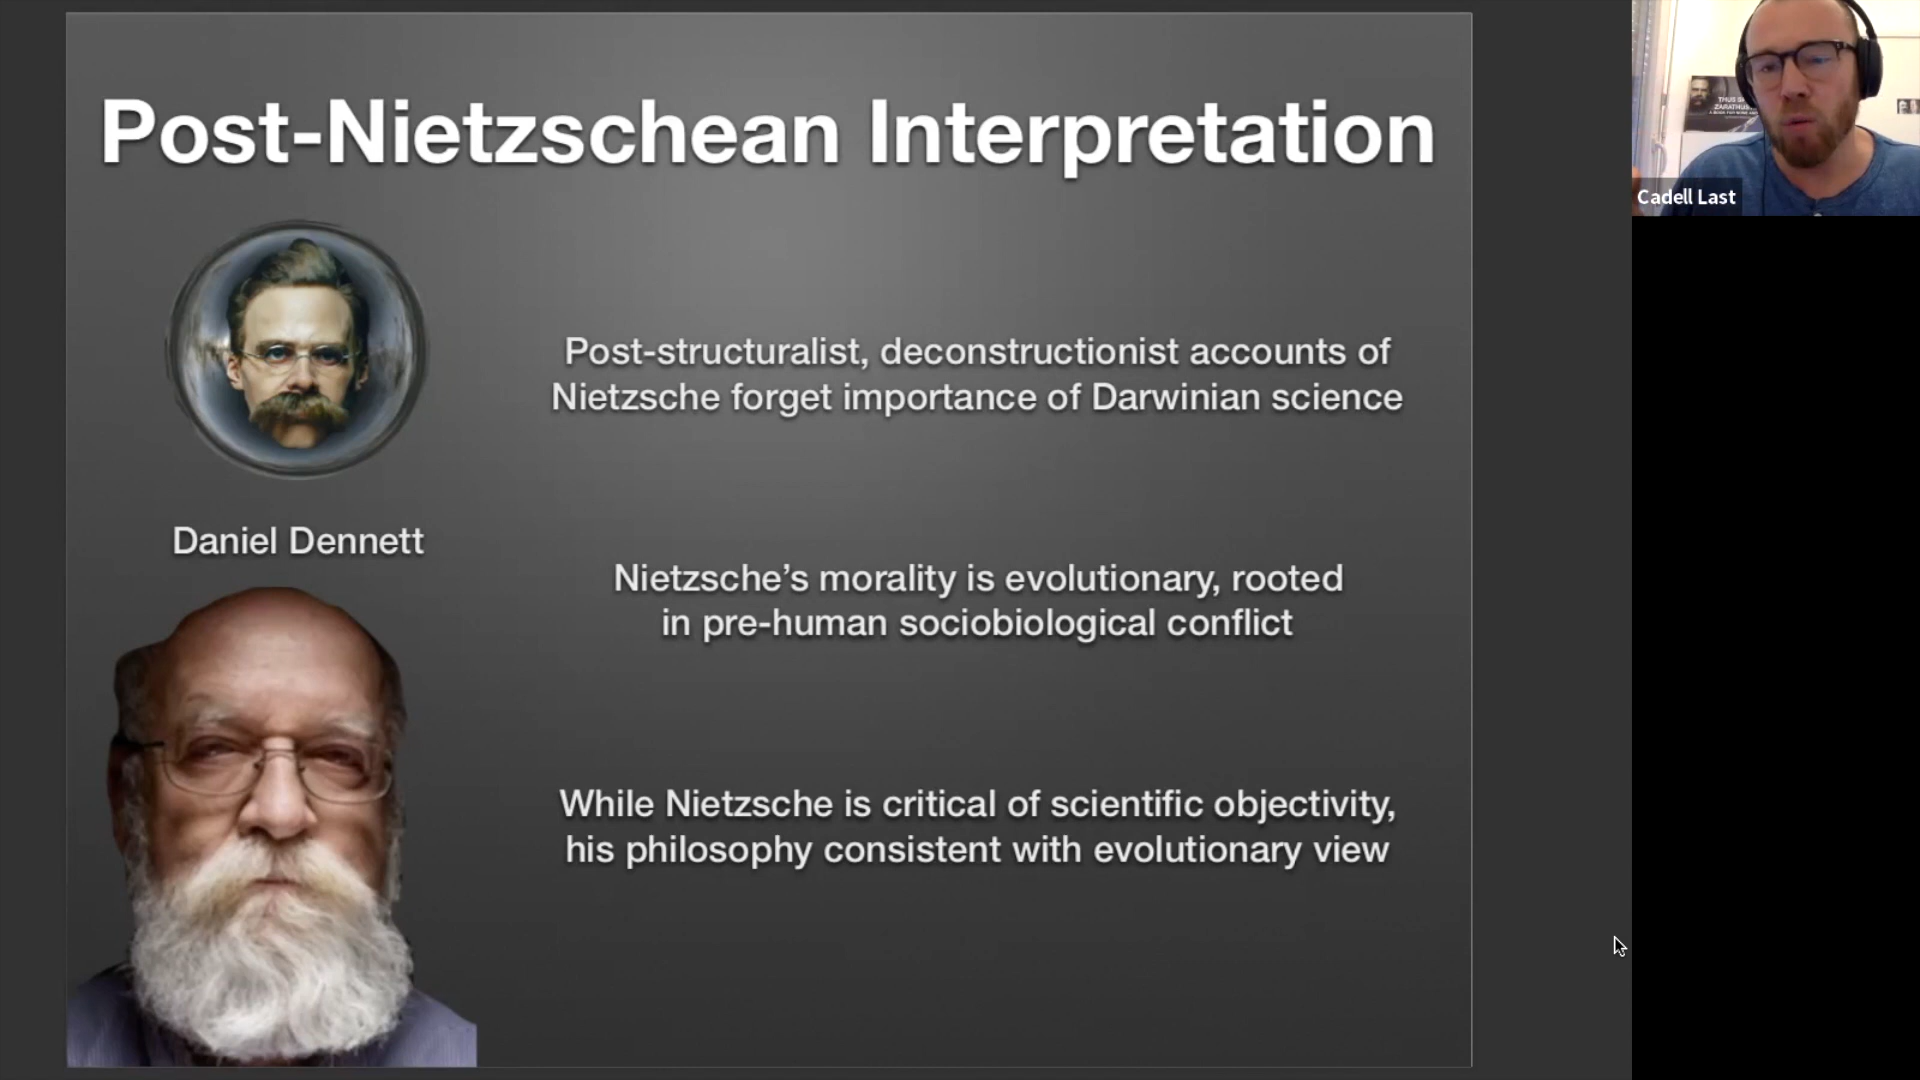 Post-Nietzschean Interpretation
Post-structuralist, deconstructionist accounts of
Nietzsche forget importance of Darwinian science
Daniel Dennett
Nietzsche’s morality is evolutionary, rooted
in pre-human sociobiological conflict
While Nietzsche is critical of scientific objectivity,
his philosophy consistent with evolutionary view
Cadell Last
THUS